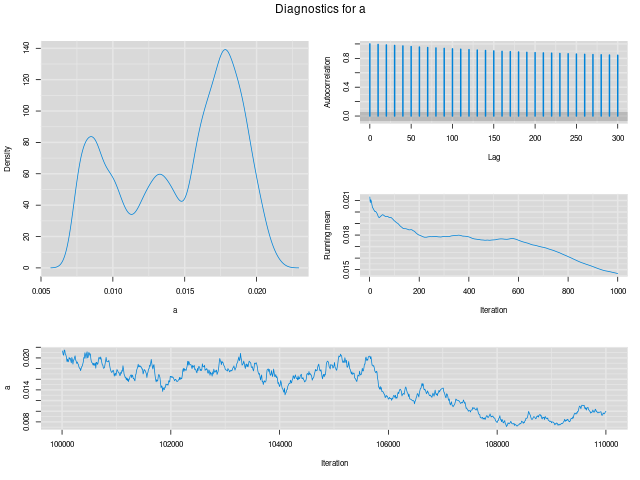 Diagnostics for a
Density
0 20 40 60 80 100 120 140
0.005 0.010 0.015 0.020
a
Autocorrelation
0.0 0.4 0.8
0 50 100 150 200 250 300
Lag
Running mean
0.015 0.018 0.021
0 200 400 600 800 1000
Iteration
a
0.008 0.014 0.020
100000 102000 104000 106000 108000 110000
Iteration